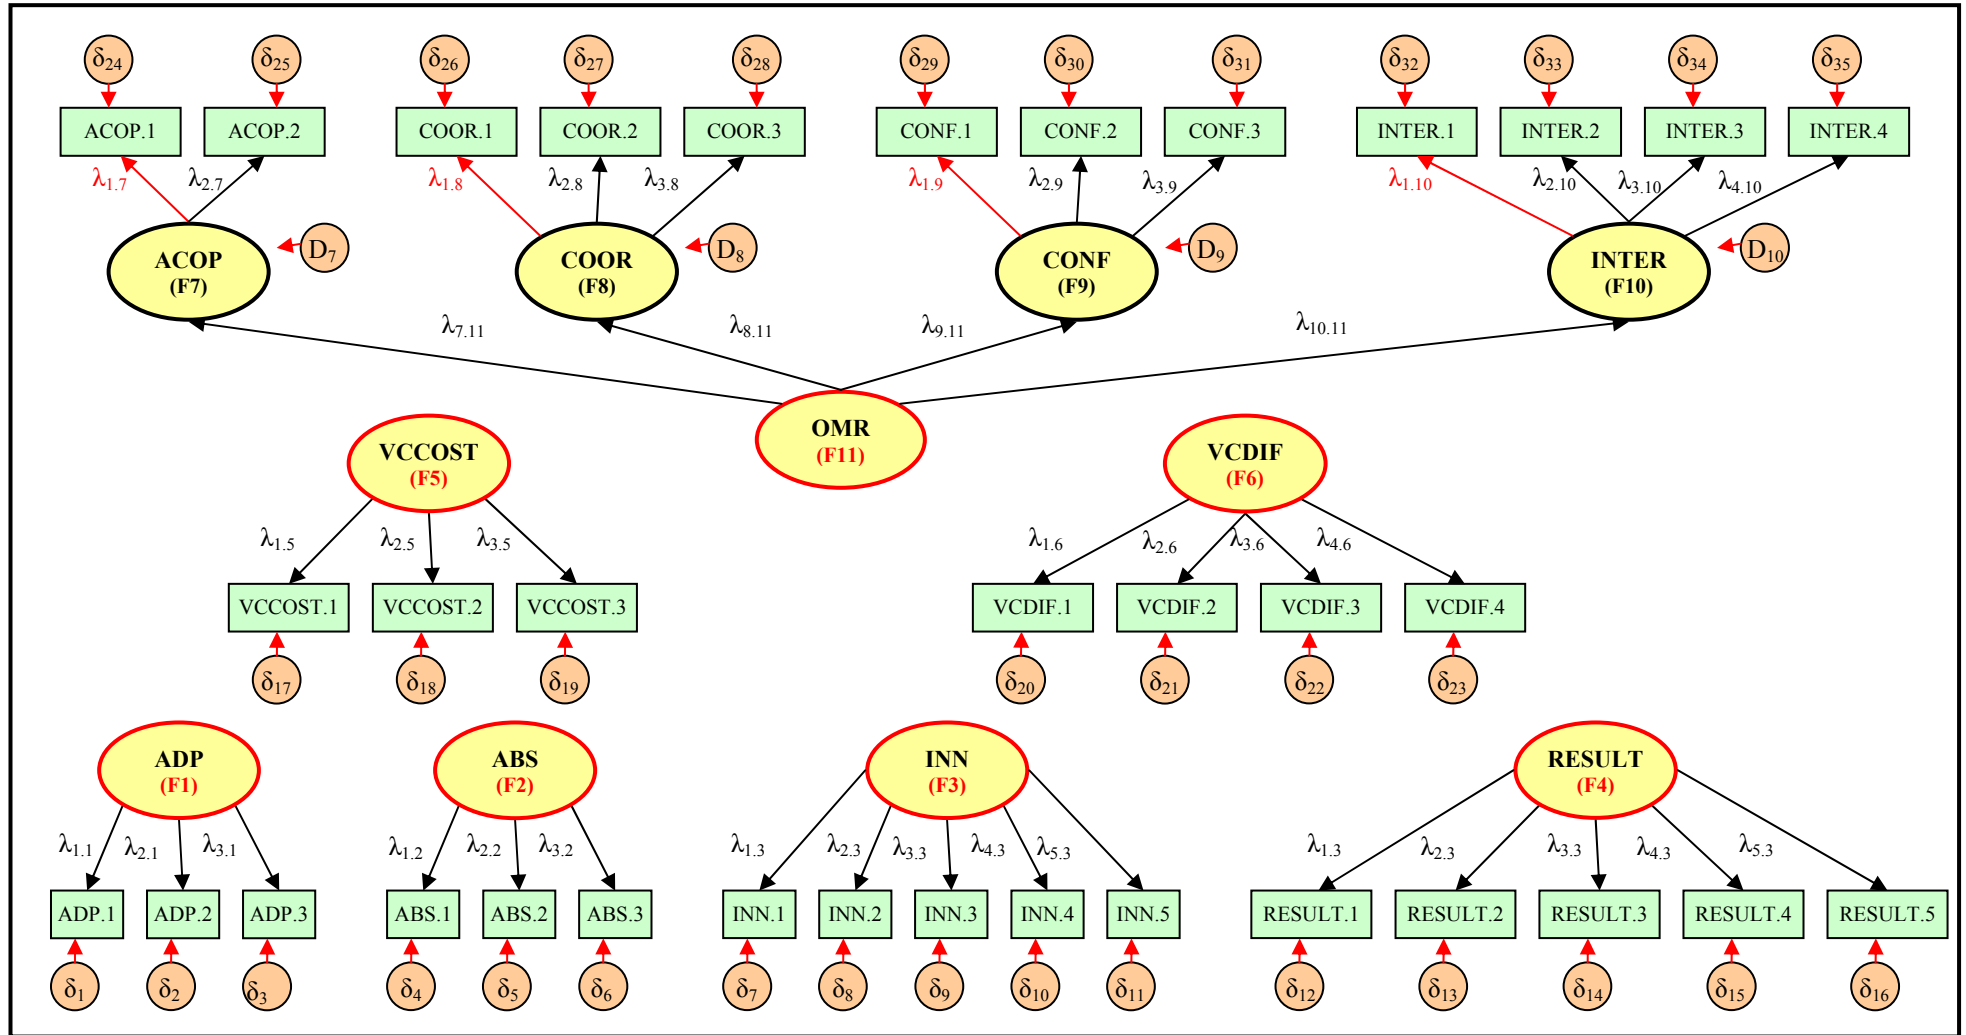 δ24 δ25 δ26 δ27 δ28 δ29 δ30 δ31 δ32 δ33 δ34 δ35
ACOP.1 ACOP.2 COOR.1 COOR.2 COOR.3 CONF.1 CONF.2 CONF.3 INTER.1 INTER.2 INTER.3 INTER.4
λ1.7 λ2.7 λ1.8 λ2.8 λ3.8 λ1.9 λ2.9 λ3.9 λ1.10 λ2.10 λ3.10 λ4.10
D7 D8 D9 D10
ACOP COOR CONF INTER
(F7) (F8) (F9) (F10)
λ7.11 λ8.11 λ9.11 λ10.11
OMR
(F11)
VCCOST VCDIF
(F5) (F6)
λ1.5 λ2.5 λ3.5 λ1.6 λ2.6 λ3.6 λ4.6
VCCOST.1 VCCOST.2 VCCOST.3 VCDIF.1 VCDIF.2 VCDIF.3 VCDIF.4
δ17 δ18 δ19 δ20 δ21 δ22 δ23
ADP ABS INN RESULT
(F1) (F2) (F3) (F4)
λ1.1 λ2.1 λ3.1 λ1.2 λ2.2 λ3.2 λ1.3 λ2.3 λ3.3 λ4.3 λ5.3 λ1.3 λ2.3 λ3.3 λ4.3 λ5.3
ADP.1 ADP.2 ADP.3 ABS.1 ABS.2 ABS.3 INN.1 INN.2 INN.3 INN.4 INN.5 RESULT.1 RESULT.2 RESULT.3 RESULT.4 RESULT.5
δ1 δ2 δ3 δ4 δ5 δ6 δ7 δ8 δ9 δ10 δ11 δ12 δ13 δ14 δ15 δ16